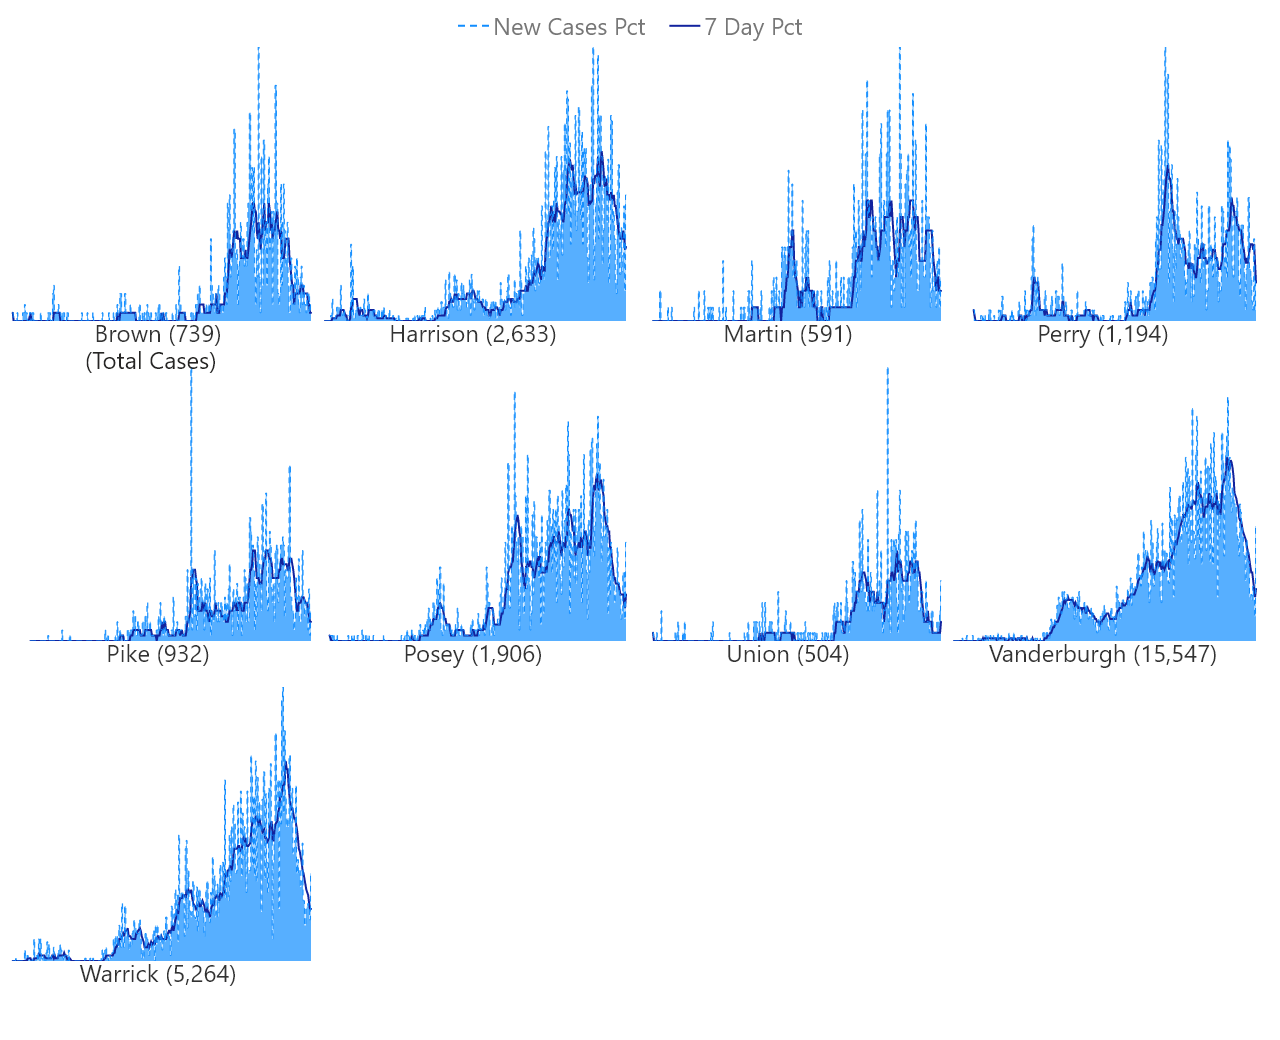 New Cases Pct 7 Day Pct
Brown (739) Harrison (2,633) Martin (591) Perry (1,194)
(Total Cases)
Pike (932) Posey (1,906) Union (504) Vanderburgh (15,547)
Warrick (5,264)